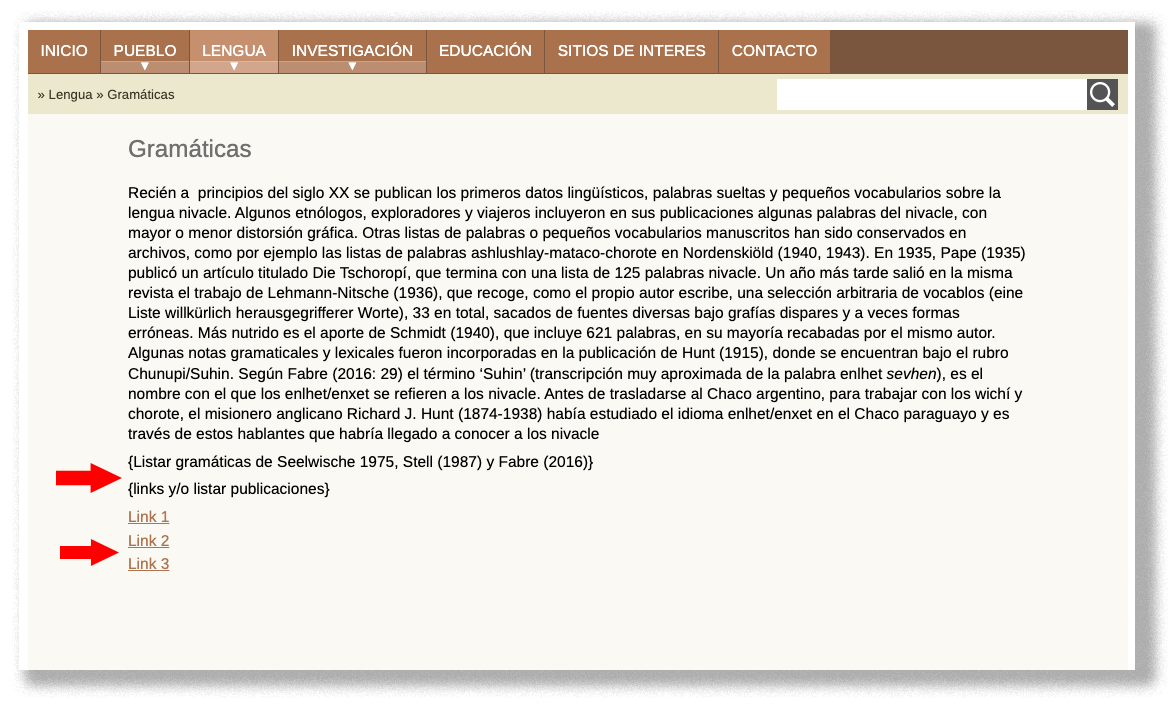 INICIO PUEBLO LENGUA INVESTIGACIÓN EDUCACIÓN SITIOS DE INTERES CONTACTO
» Lengua » Gramáticas
Gramáticas
Recién a  principios del siglo XX se publican los primeros datos lingüísticos, palabras sueltas y pequeños vocabularios sobre la
lengua nivacle. Algunos etnólogos, exploradores y viajeros incluyeron en sus publicaciones algunas palabras del nivacle, con
mayor o menor distorsión gráfica. Otras listas de palabras o pequeños vocabularios manuscritos han sido conservados en
archivos, como por ejemplo las listas de palabras ashlushlay-mataco-chorote en Nordenskiöld (1940, 1943). En 1935, Pape (1935)
publicó un artículo titulado Die Tschoropí, que termina con una lista de 125 palabras nivacle. Un año más tarde salió en la misma
revista el trabajo de Lehmann-Nitsche (1936), que recoge, como el propio autor escribe, una selección arbitraria de vocablos (eine
Liste willkürlich herausgegrifferer Worte), 33 en total, sacados de fuentes diversas bajo grafías dispares y a veces formas
erróneas. Más nutrido es el aporte de Schmidt (1940), que incluye 621 palabras, en su mayoría recabadas por el mismo autor.
Algunas notas gramaticales y lexicales fueron incorporadas en la publicación de Hunt (1915), donde se encuentran bajo el rubro
Chunupi/Suhin. Según Fabre (2016: 29) el término ‘Suhin’ (transcripción muy aproximada de la palabra enlhet sevhen), es el
nombre con el que los enlhet/enxet se refieren a los nivacle. Antes de trasladarse al Chaco argentino, para trabajar con los wichí y
chorote, el misionero anglicano Richard J. Hunt (1874-1938) había estudiado el idioma enlhet/enxet en el Chaco paraguayo y es
través de estos hablantes que habría llegado a conocer a los nivacle
{Listar gramáticas de Seelwische 1975, Stell (1987) y Fabre (2016)}
{links y/o listar publicaciones}
Link 1
Link 2
Link 3